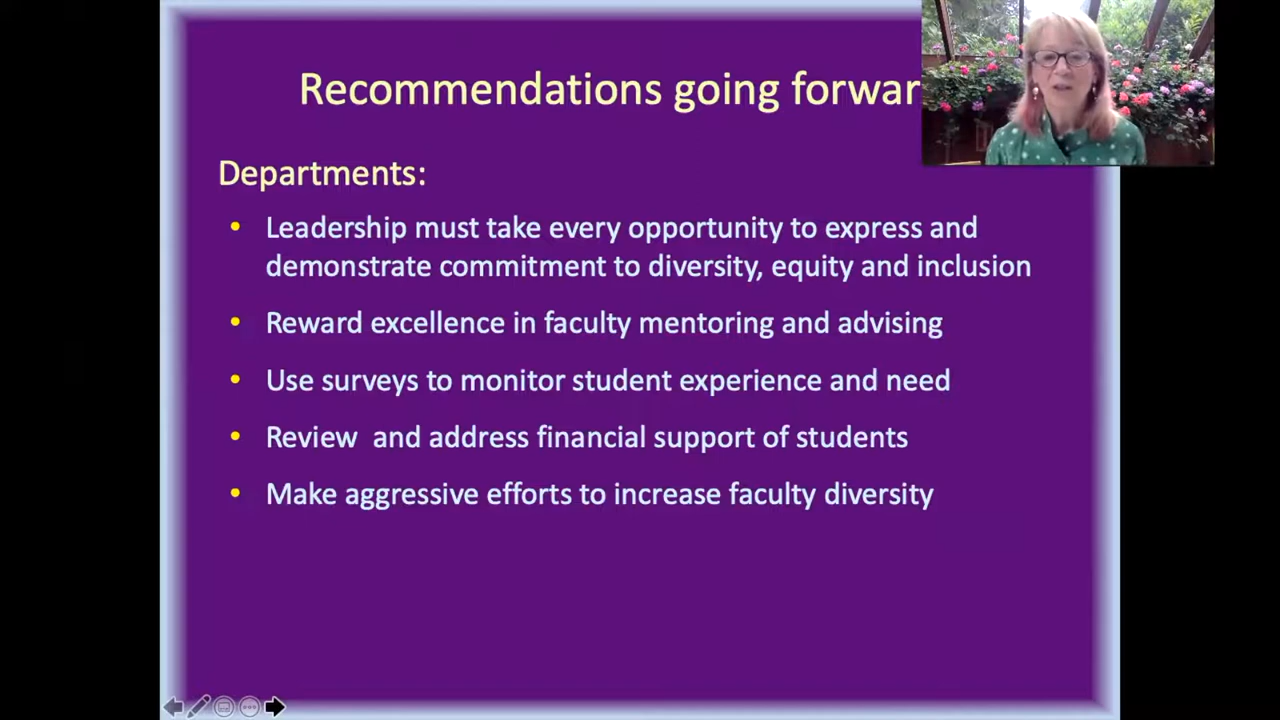 Recommendations going forwar
Departments:
• Leadership must take every opportunity to express and
demonstrate commitment to diversity, equity and inclusion
• Reward excellence in faculty mentoring and advising
• Use surveys to monitor student experience and need
• Review  and address financial support of students
• Make aggressive efforts to increase faculty diversity